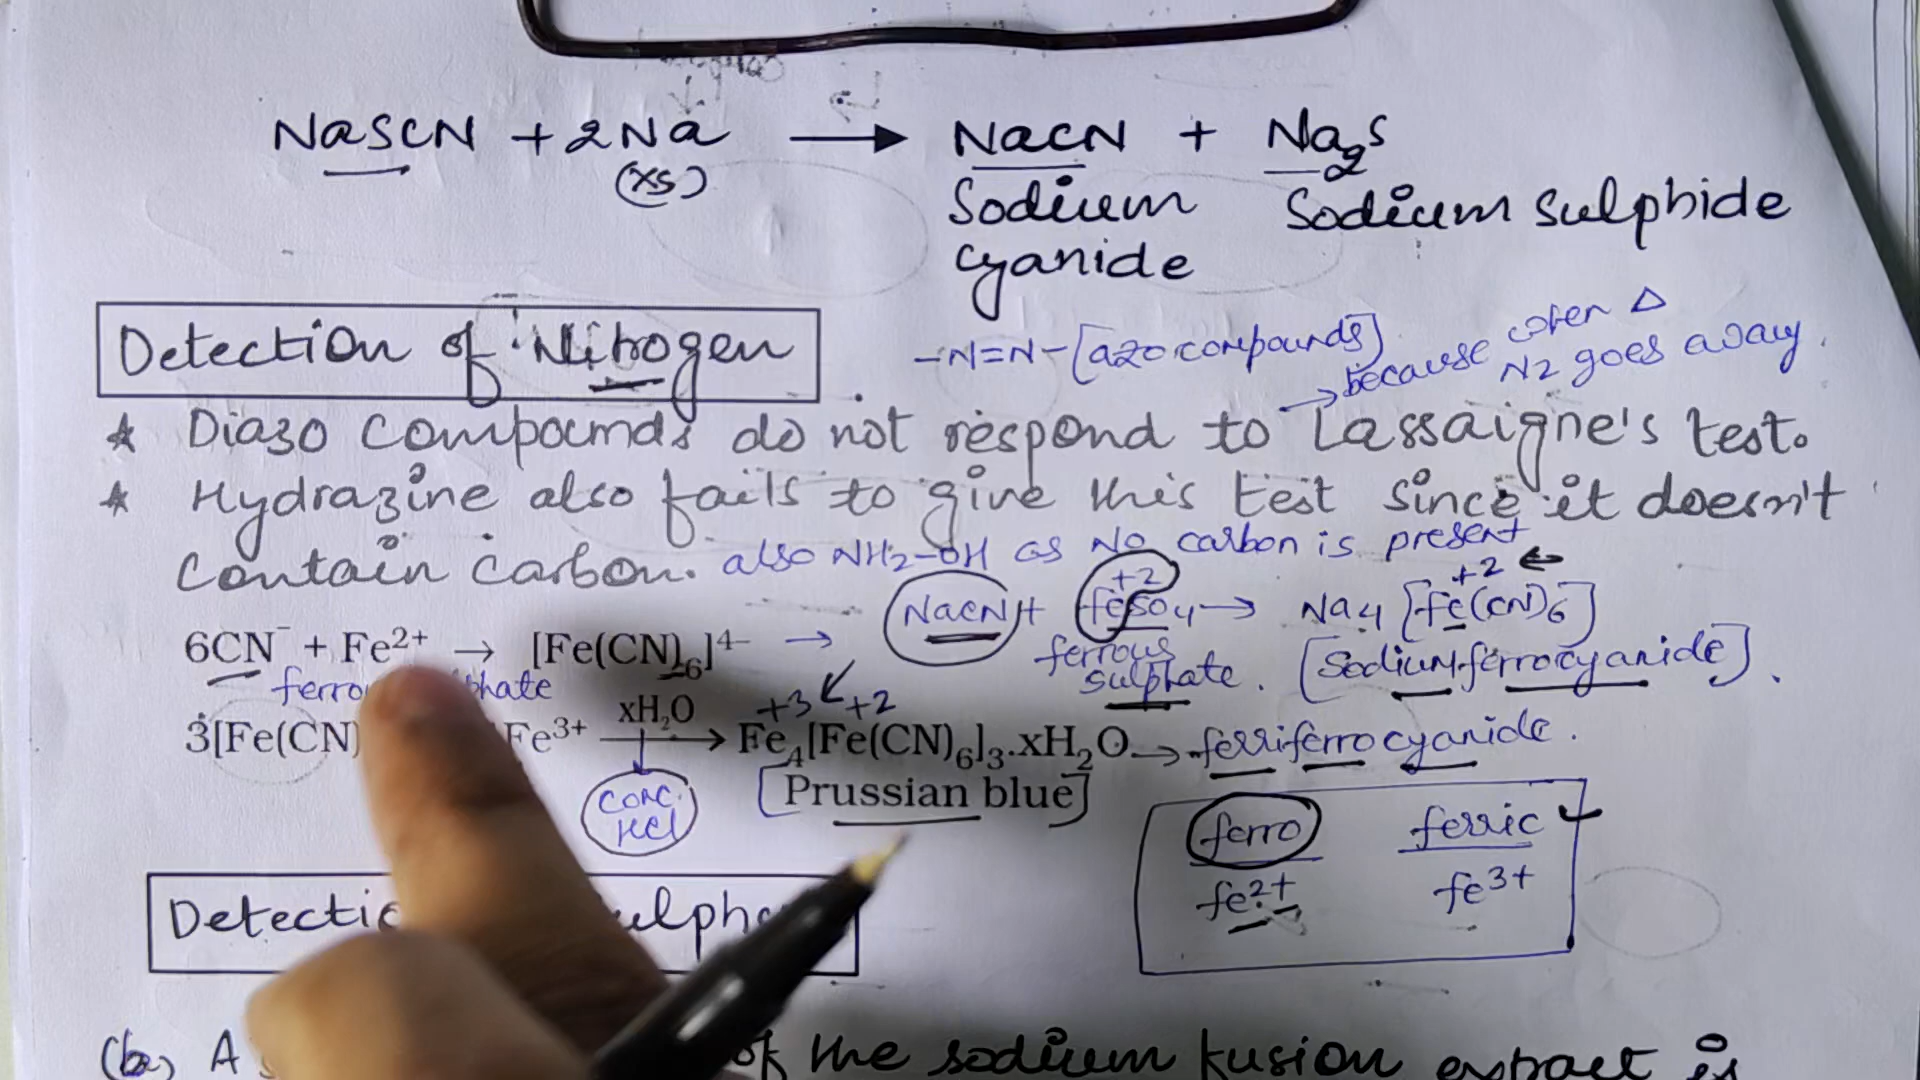 NaSCN + 2Na → NaCN + Na2S
(xs)
Sodium cyanide
Sodium sulphide
Detection of Nitrogen
-N=N- [azo compounds]
→ because when Δ N2 goes away.
★ Diazo compounds do not respond to Lassaigne's test.
★ Hydrazine also fails to give this test since it doesn't
contain carbon. also NH2-OH as NO carbon is present
6CN⁻ + Fe²⁺ → [Fe(CN)6]⁴⁻ → NaCN + FeSO4 → Na4 [Fe(CN)6]
+2
+2 ←
ferrous sulphate. [Sodium ferrocyanide].
3[Fe(CN) Fe³⁺ xH2O → Fe4[Fe(CN)6]3.xH2O → ferriferrocyanide.
+3 +2
conc. HCl
[Prussian blue]
ferro ferric
fe²⁺ fe³⁺
(b) A of the sodium fusion extract is